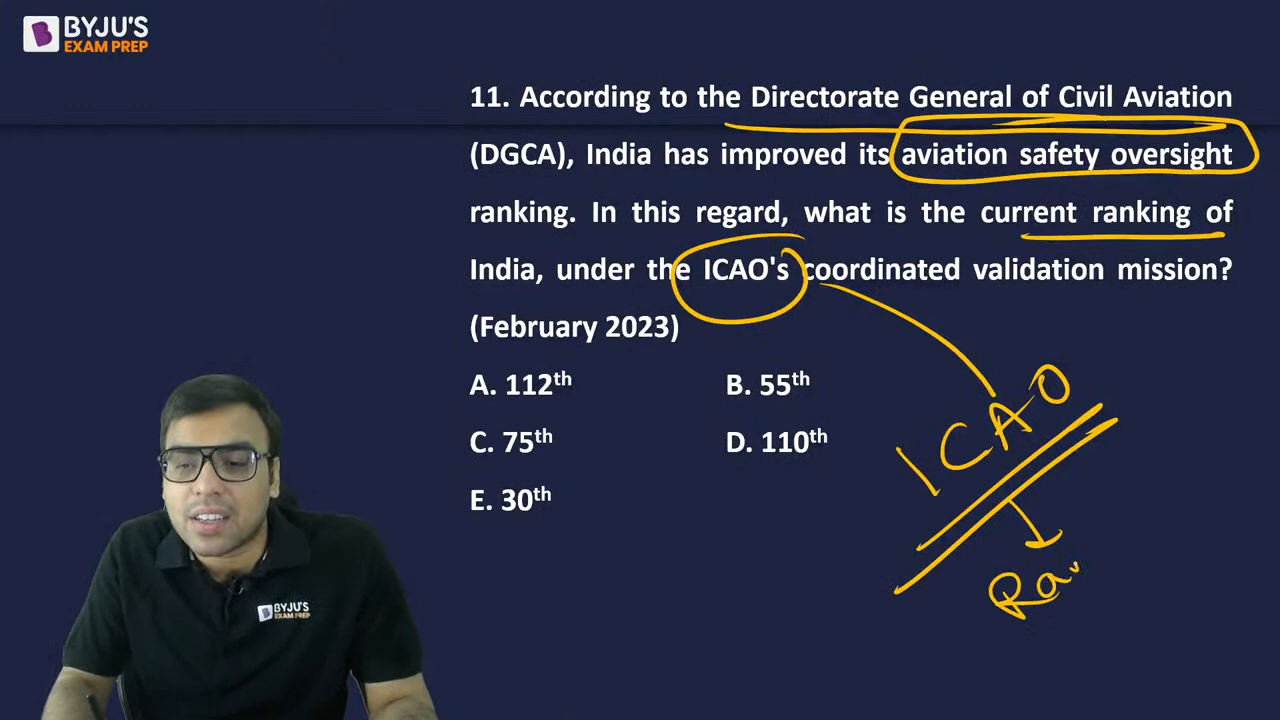 BYJU'S
EXAM PREP
11. According to the Directorate General of Civil Aviation
(DGCA), India has improved its aviation safety oversight
ranking. In this regard, what is the current ranking of
India, under the ICAO's coordinated validation mission?
(February 2023)
A. 112th B. 55th
C. 75th D. 110th
E. 30th
ICAO
BYJU'S
EXAM PREP